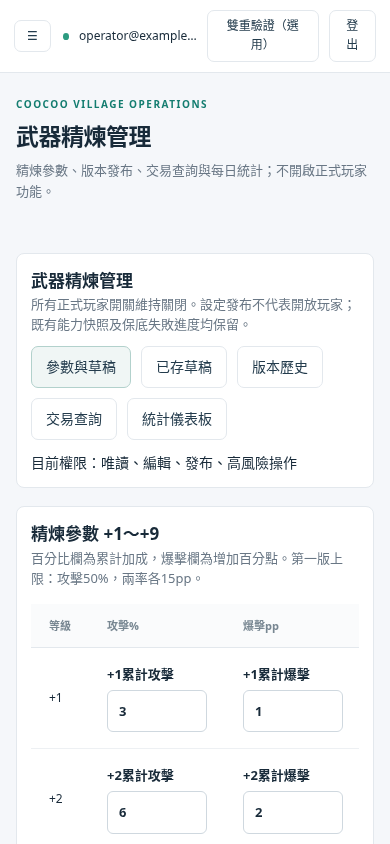 ☰ operator@example... 雙重驗證（選用） 登出
COOCOO VILLAGE OPERATIONS
武器精煉管理
精煉參數、版本發布、交易查詢與每日統計；不開啟正式玩家
功能。
武器精煉管理
所有正式玩家開關維持關閉。設定發布不代表開放玩家；
既有能力快照及保底失敗進度均保留。
參數與草稿 已存草稿 版本歷史
交易查詢 統計儀表板
目前權限：唯讀、編輯、發布、高風險操作
精煉參數 +1～+9
百分比欄為累計加成，爆擊欄為增加百分點。第一版上
限：攻擊50%，兩率各15pp。
等級 攻擊% 爆擊pp
+1累計攻擊 +1累計爆擊
+1 3 1
+2累計攻擊 +2累計爆擊
+2 6 2